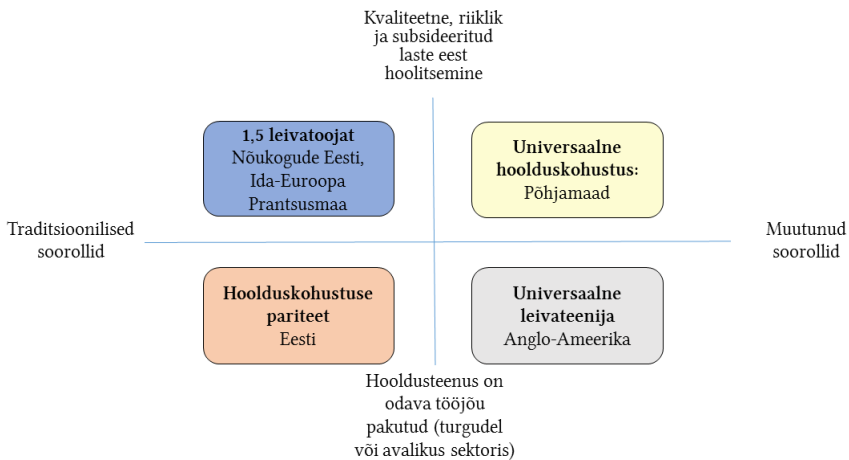 Kvaliteetne, riiklik
ja subsideeritud
laste eest
hoolitsemine
1,5 leivatoojat
Nõukogude Eesti,
Ida-Euroopa
Prantsusmaa
Universaalne
hoolduskohustus:
Põhjamaad
Traditsioonilised
soorollid
Muutunud
soorollid
Hoolduskohustuse
pariteet
Eesti
Universaalne
leivateenija
Anglo-Ameerika
Hooldusteenus on
odava tööjõu
pakutud (turgudel
või avalikus sektoris)